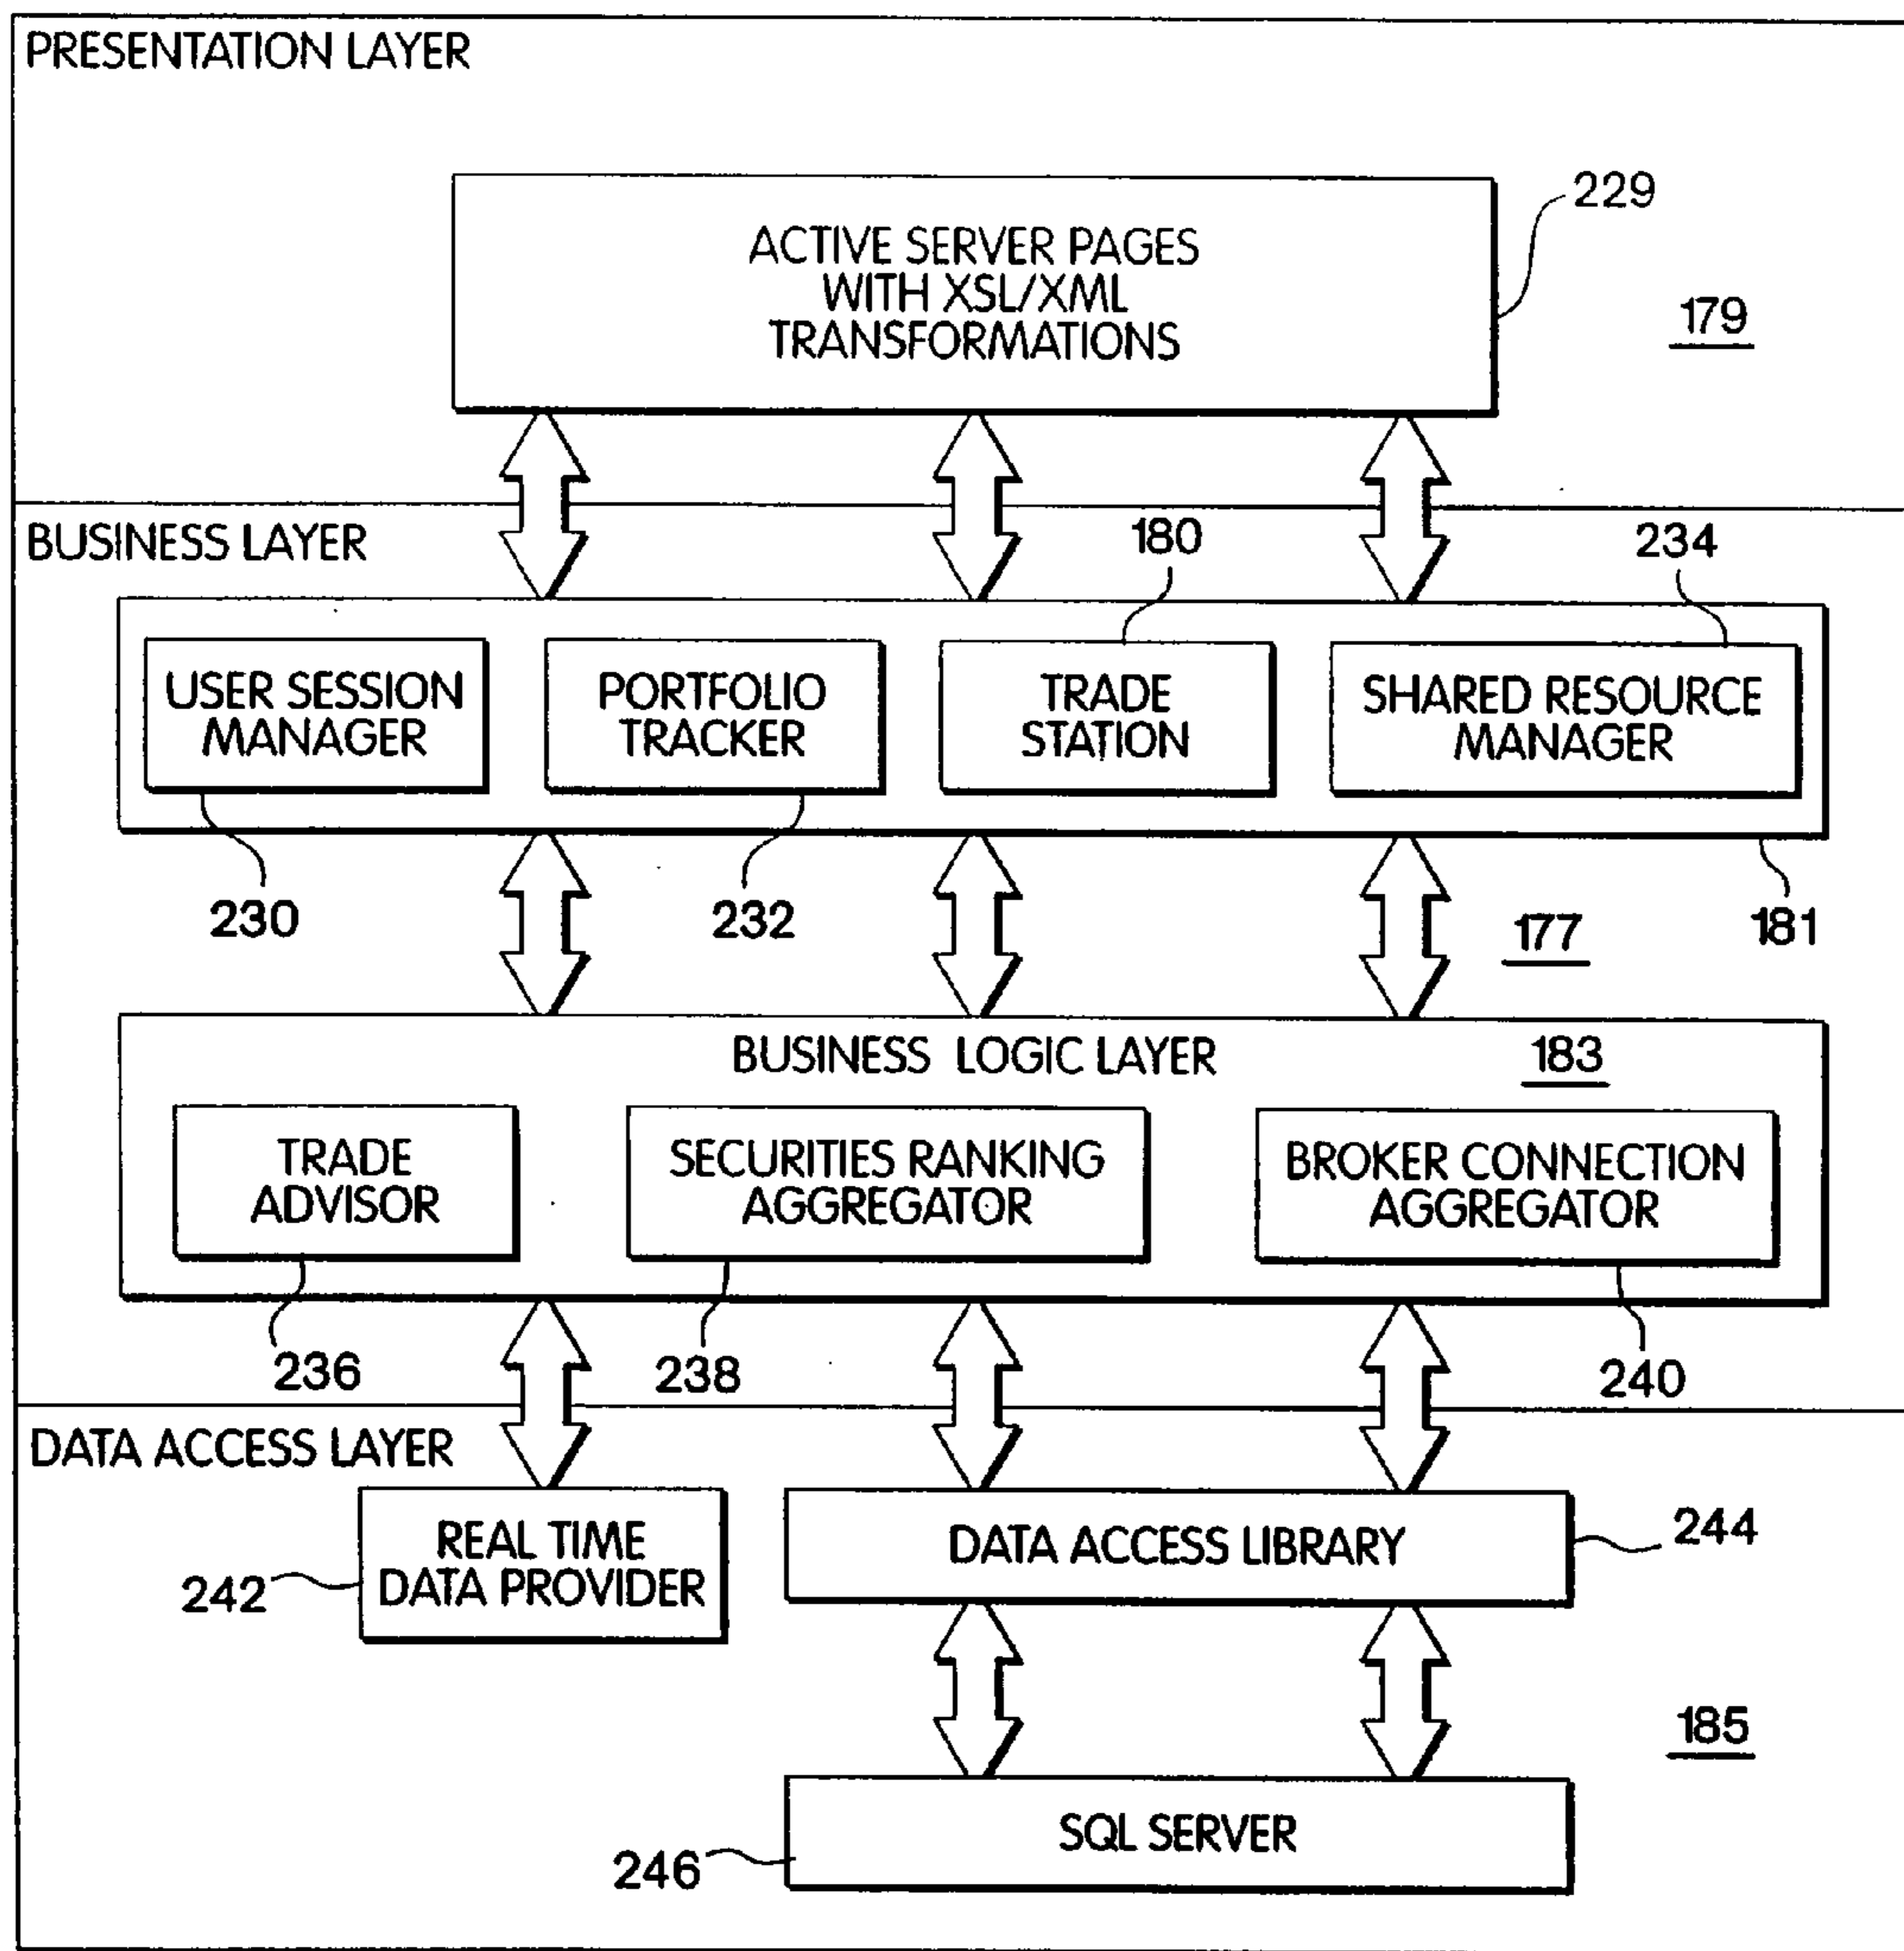 PRESENTATION LAYER
229
ACTIVE SERVER PAGES
WITH XSL/XML
TRANSFORMATIONS
179
BUSINESS LAYER
180
234
USER SESSION
MANAGER
PORTFOLIO
TRACKER
TRADE
STATION
SHARED RESOURCE
MANAGER
230
232
177
181
BUSINESS LOGIC LAYER
183
TRADE
ADVISOR
SECURITIES RANKING
AGGREGATOR
BROKER CONNECTION
AGGREGATOR
236
238
240
DATA ACCESS LAYER
REAL TIME
DATA PROVIDER
242
DATA ACCESS LIBRARY
244
185
SQL SERVER
246